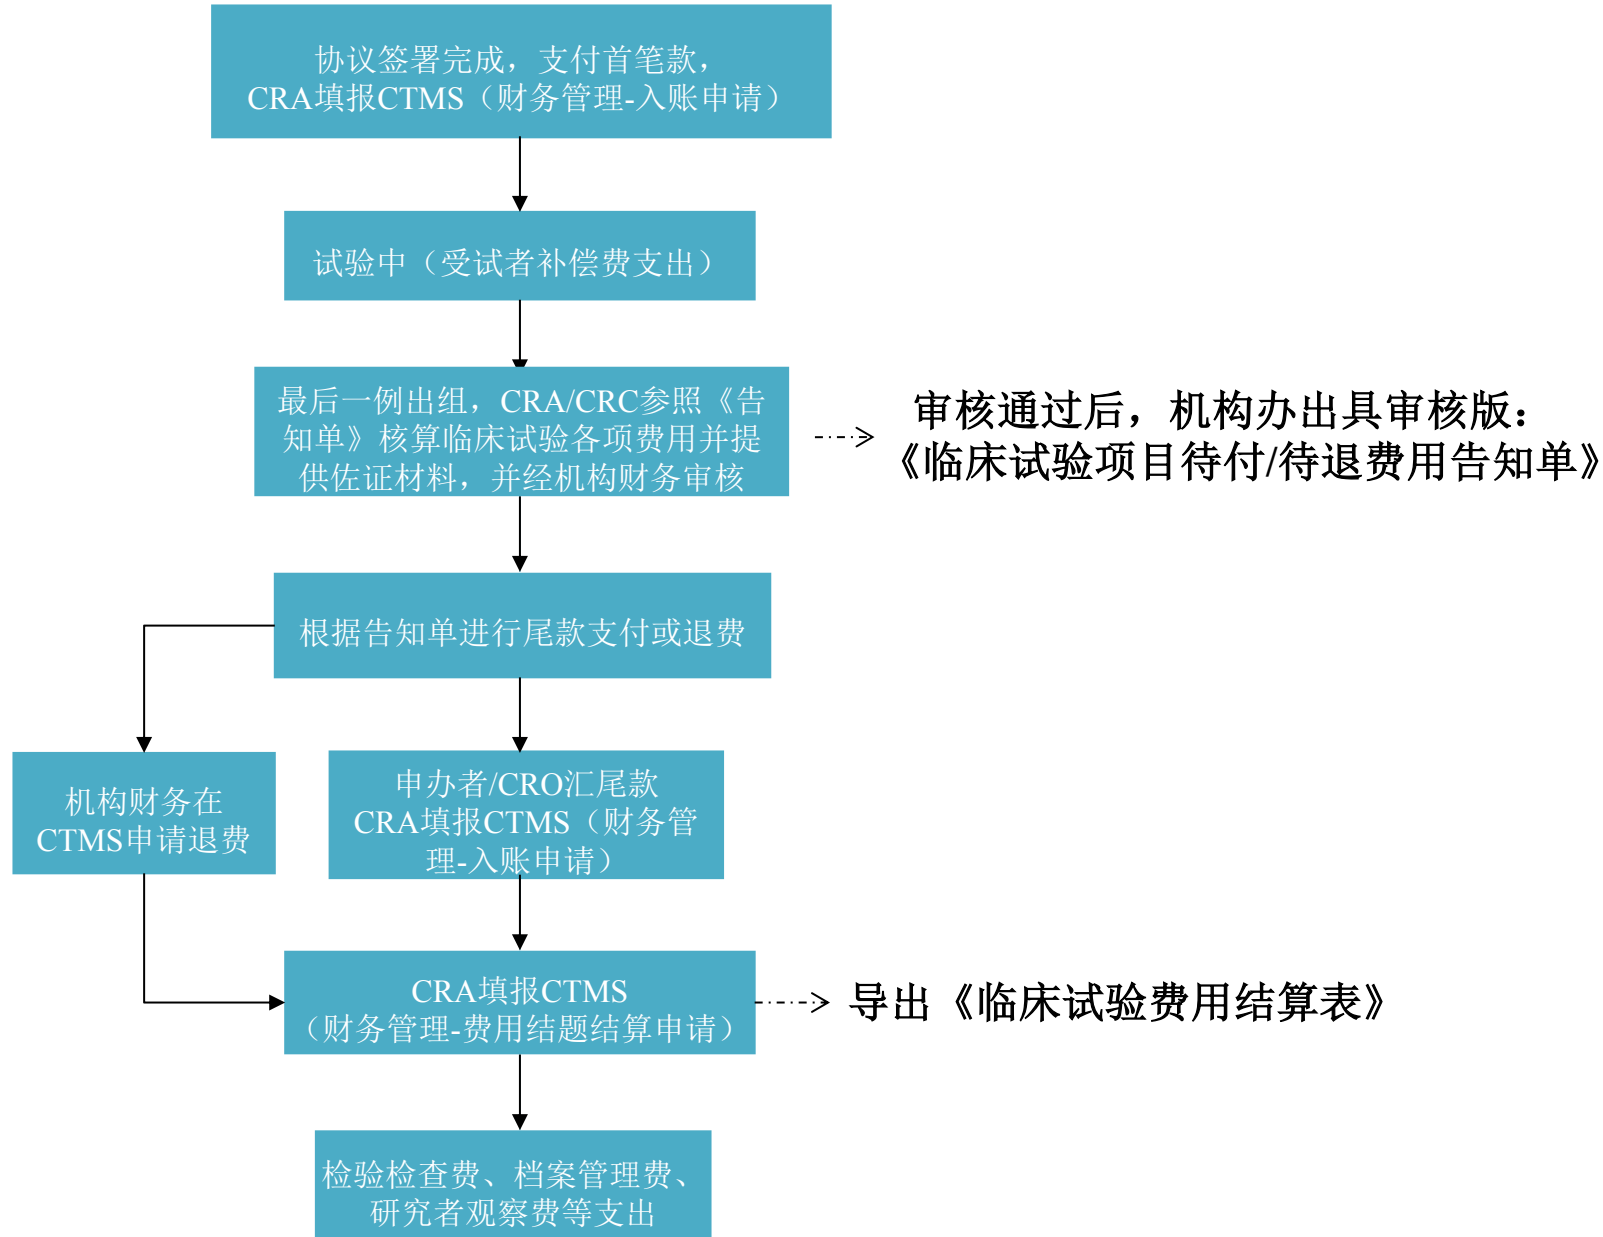 协议签署完成，支付首笔款，
CRA填报CTMS（财务管理-入账申请）
试验中（受试者补偿费支出）
最后一例出组，CRA/CRC参照《告
知单》核算临床试验各项费用并提
供佐证材料，并经机构财务审核
审核通过后，机构办出具审核版：
《临床试验项目待付/待退费用告知单》
根据告知单进行尾款支付或退费
机构财务在
CTMS申请退费
申办者/CRO汇尾款
CRA填报CTMS（财务管
理-入账申请）
CRA填报CTMS
（财务管理-费用结题结算申请）
导出《临床试验费用结算表》
检验检查费、档案管理费、
研究者观察费等支出